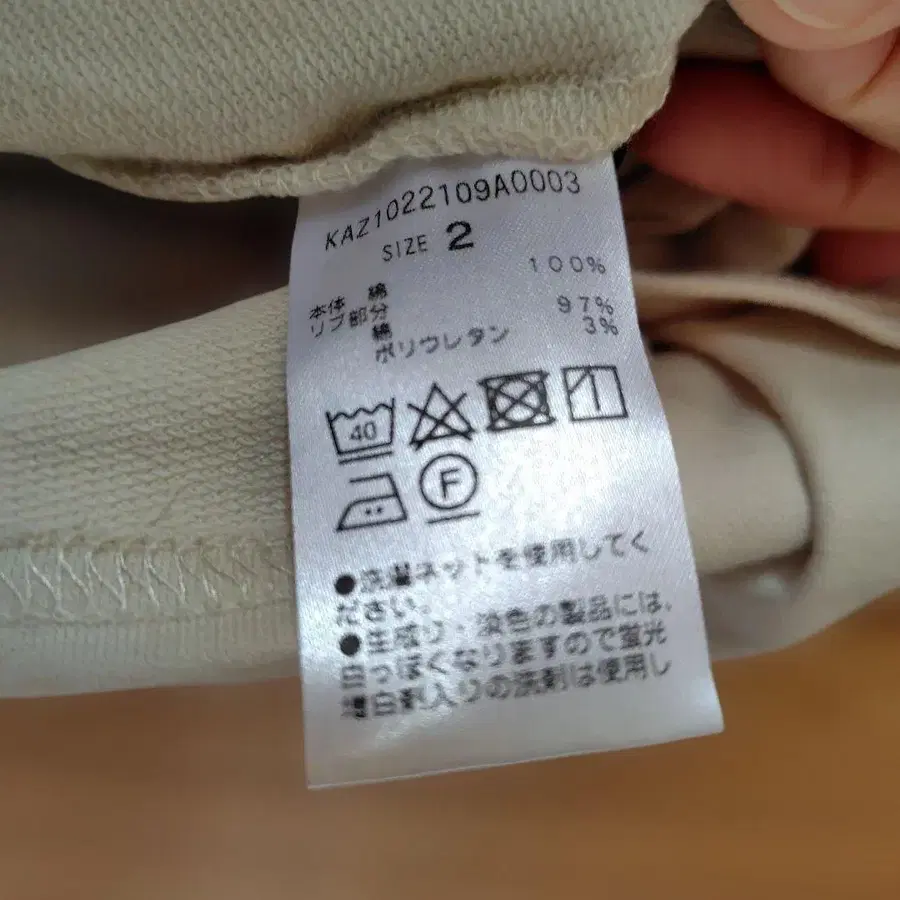 KAZ1022109A0003
SIZE 2
本体 綿 100%
リブ部分
綿 97%
ポリウレタン 3%
40
F
●洗濯ネットを使用してく
ださい。
●生成り・淡色の製品には、
白っぽくなりますので蛍光
増白剤入りの洗剤は使用し